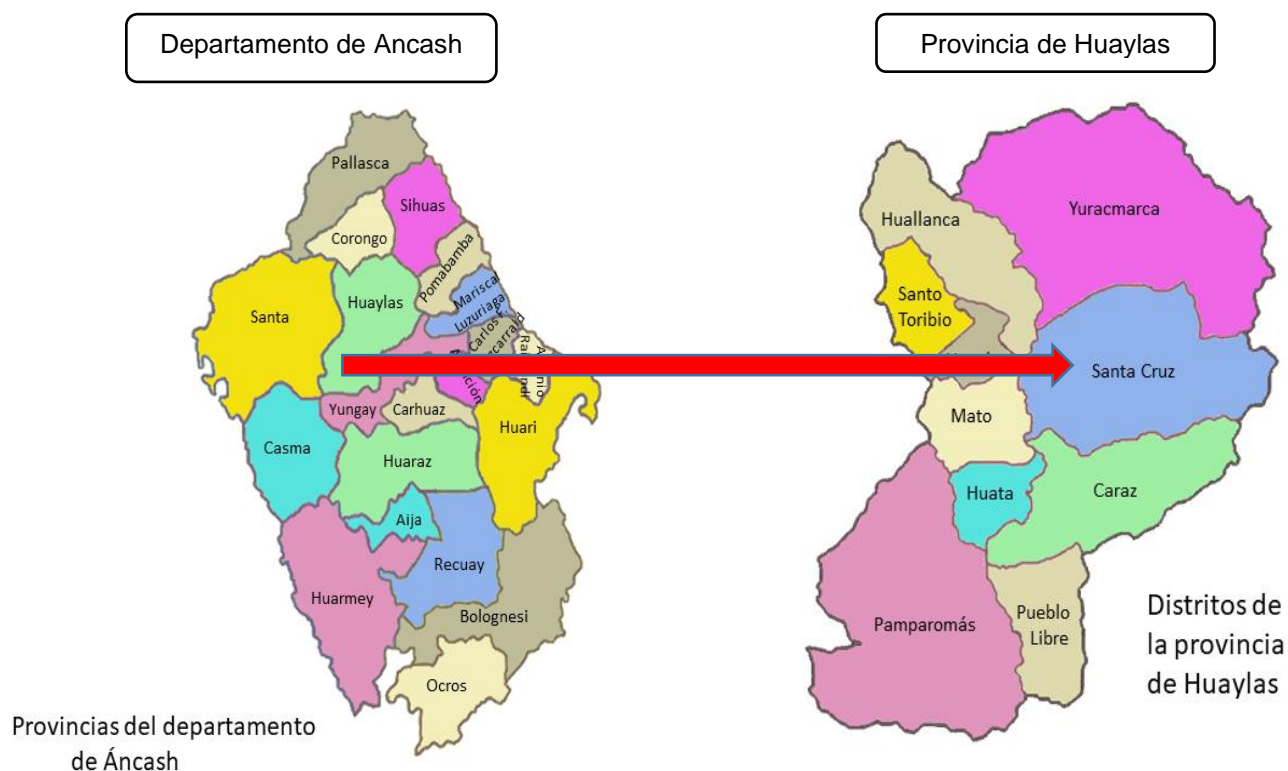 Departamento de Ancash
Provincia de Huaylas
Pallasca
Sihuas
Corongo
Pomabamba
Huaylas
Mariscal
Luzuriaga
Santa
Carlos F.
Yungay
Carhuaz
Huari
Casma
Huaraz
Aija
Recuay
Huarmey
Bolognesi
Ocros
Provincias del departamento
de Áncash
Yuracmarca
Huallanca
Santo
Toribio
Santa Cruz
Mato
Huata
Caraz
Pamparomás
Pueblo
Libre
Distritos de
la provincia
de Huaylas